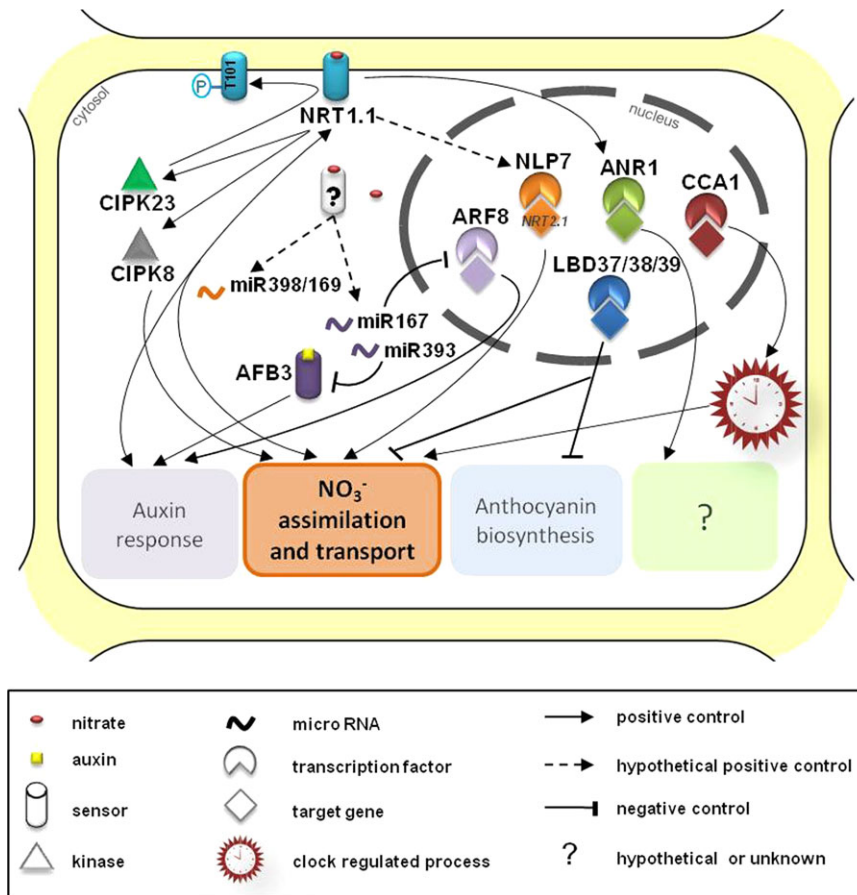 cytosol
P
T101
NRT1.1
nucleus
NLP7
ANR1
CCA1
CIPK23
?
ARF8
NRT2.1
CIPK8
LBD37/38/39
miR398/169
miR167
miR393
AFB3
Auxin
response
NO₃⁻
assimilation
and transport
Anthocyanin
biosynthesis
?
nitrate
micro RNA
positive control
auxin
transcription factor
hypothetical positive control
sensor
target gene
negative control
kinase
clock regulated process
? hypothetical or unknown